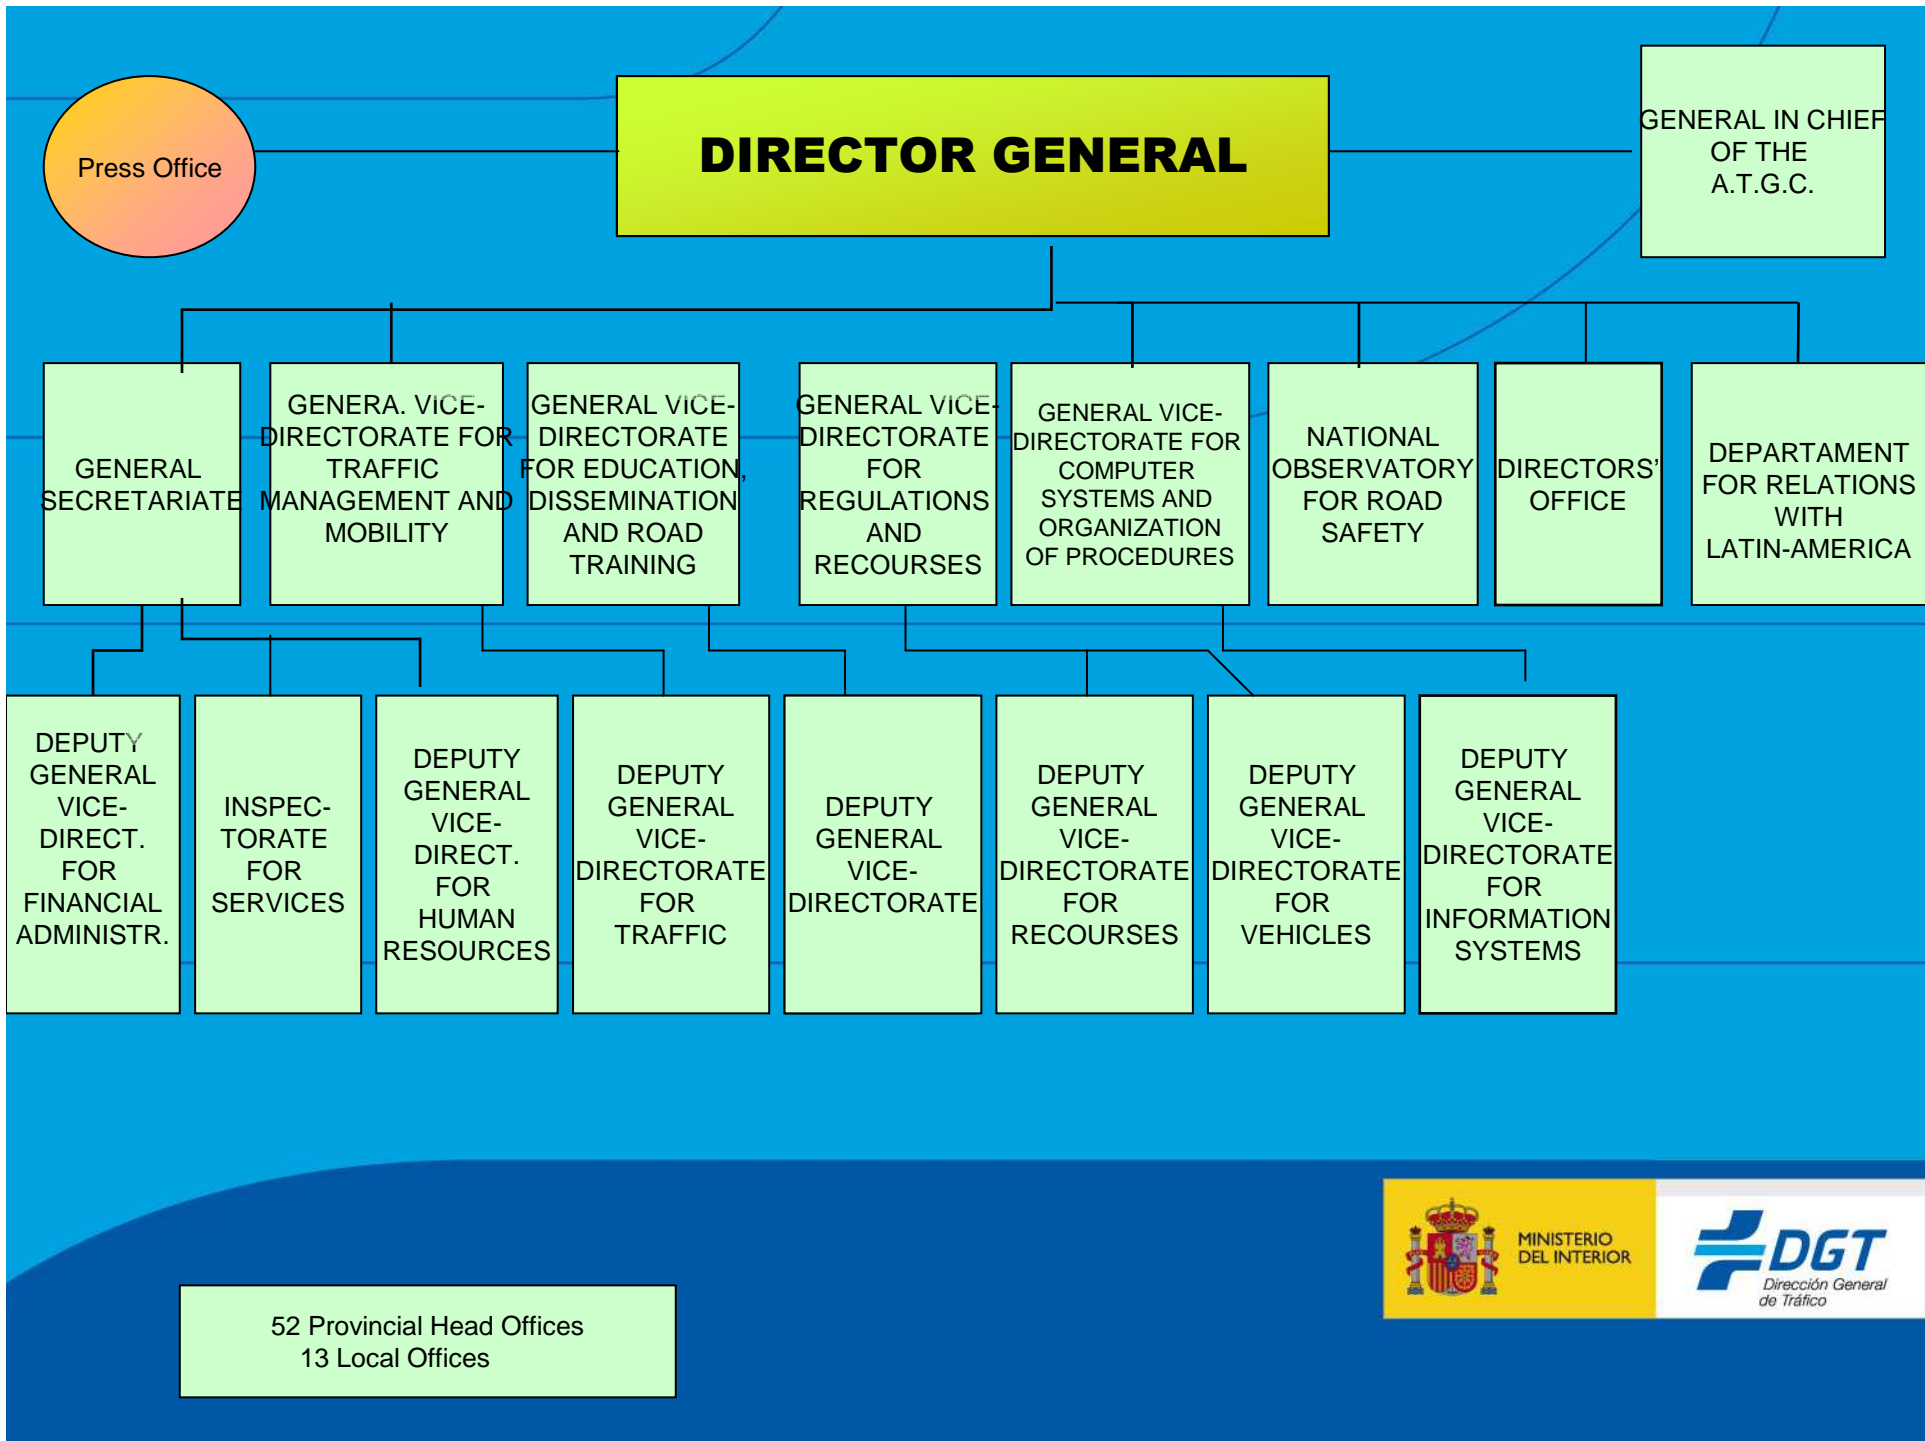 Press Office
DIRECTOR GENERAL
GENERAL IN CHIEF
OF THE
A.T.G.C.
GENERAL
SECRETARIATE
GENERA. VICE-
DIRECTORATE FOR
TRAFFIC
MANAGEMENT AND
MOBILITY
GENERAL VICE-
DIRECTORATE
FOR EDUCATION,
DISSEMINATION
AND ROAD
TRAINING
GENERAL VICE-
DIRECTORATE
FOR
REGULATIONS
AND
RECOURSES
GENERAL VICE-
DIRECTORATE FOR
COMPUTER
SYSTEMS AND
ORGANIZATION
OF PROCEDURES
NATIONAL
OBSERVATORY
FOR ROAD
SAFETY
DIRECTORS'
OFFICE
DEPARTAMENT
FOR RELATIONS
WITH
LATIN-AMERICA
DEPUTY
GENERAL
VICE-
DIRECT.
FOR
FINANCIAL
ADMINISTR.
INSPEC-
TORATE
FOR
SERVICES
DEPUTY
GENERAL
VICE-
DIRECT.
FOR
HUMAN
RESOURCES
DEPUTY
GENERAL
VICE-
DIRECTORATE
FOR
TRAFFIC
DEPUTY
GENERAL
VICE-
DIRECTORATE
DEPUTY
GENERAL
VICE-
DIRECTORATE
FOR
RECOURSES
DEPUTY
GENERAL
VICE-
DIRECTORATE
FOR
VEHICLES
DEPUTY
GENERAL
VICE-
DIRECTORATE
FOR
INFORMATION
SYSTEMS
MINISTERIO
DEL INTERIOR
DGT
Dirección General
de Tráfico
52 Provincial Head Offices
13 Local Offices